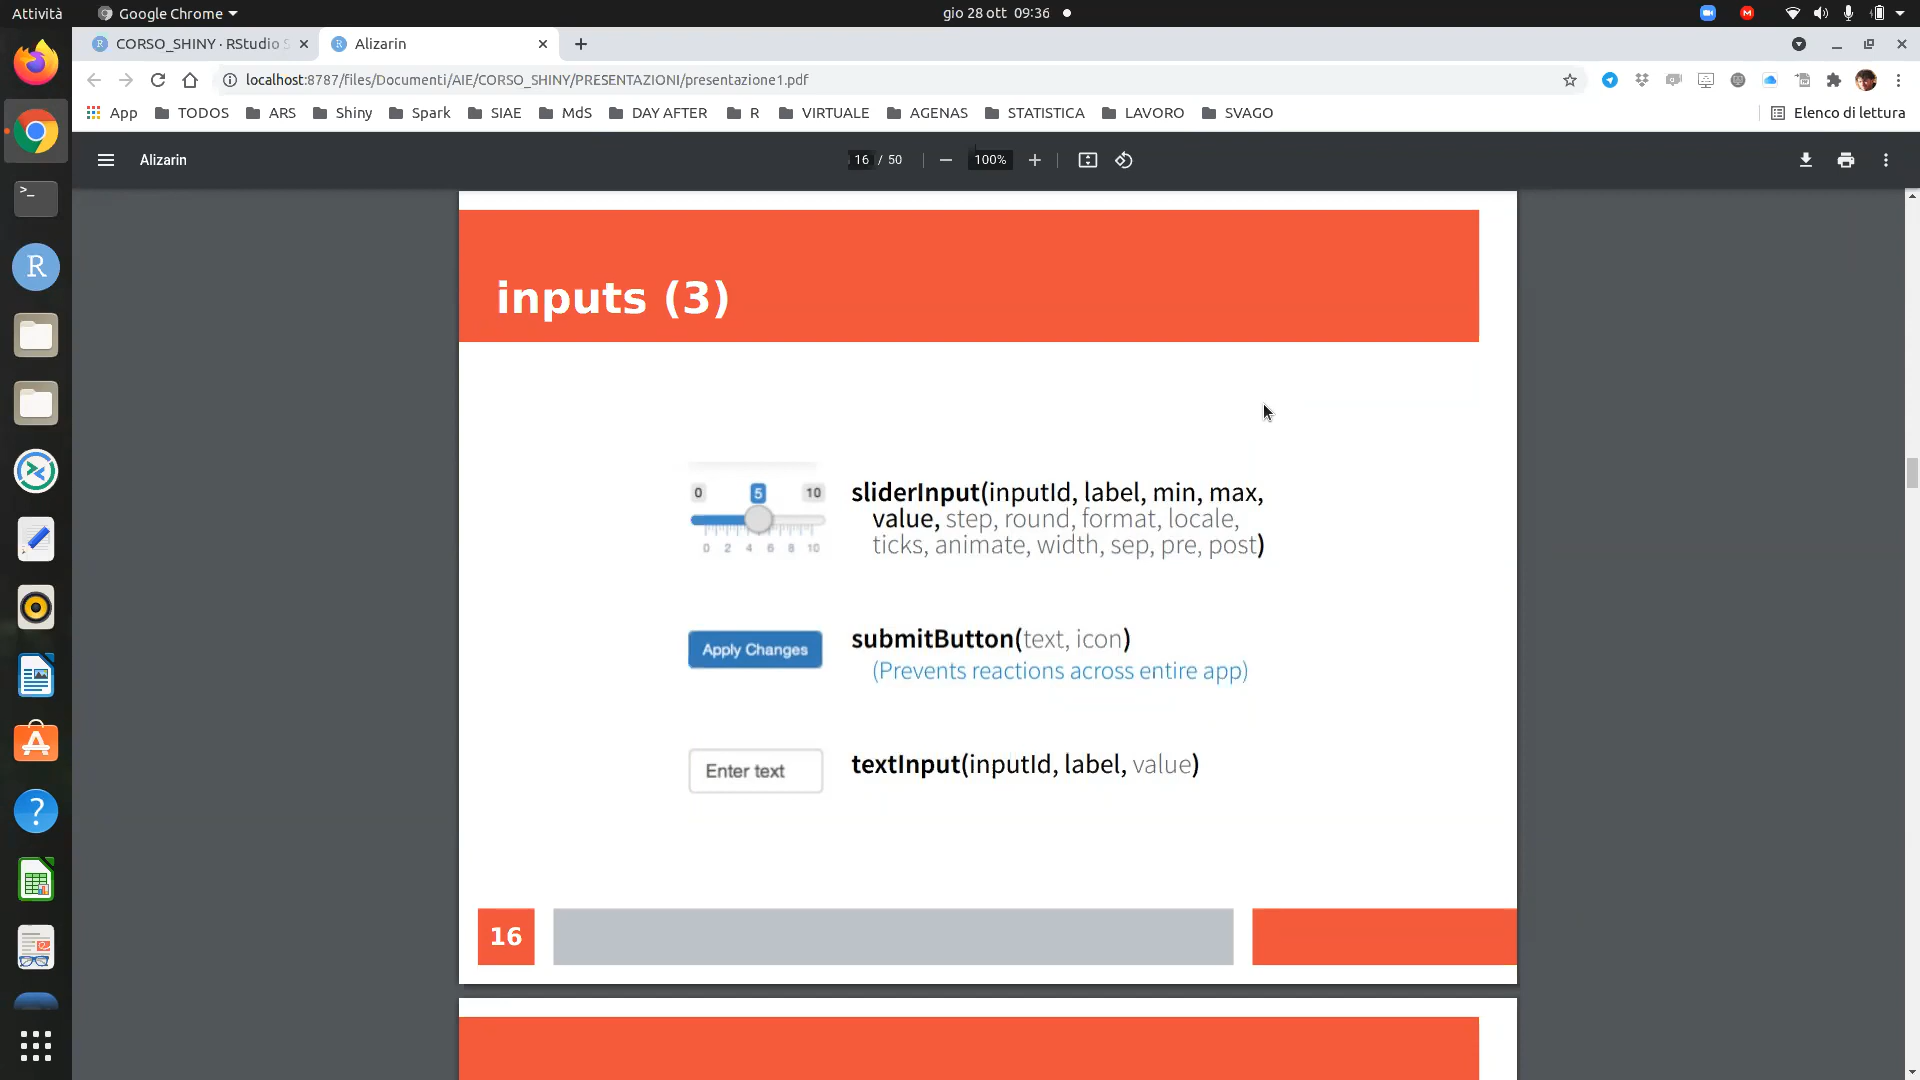 Attività
Google Chrome
gio 28 ott 09:36
CORSO_SHINY · RStudio S
Alizarin
localhost:8787/files/Documenti/AIE/CORSO_SHINY/PRESENTAZIONI/presentazione1.pdf
App
TODOS
ARS
Shiny
Spark
SIAE
MdS
DAY AFTER
R
VIRTUALE
AGENAS
STATISTICA
LAVORO
SVAGO
Elenco di lettura
Alizarin
16 / 50
100%
inputs (3)
0 5 10
0 2 4 6 8 10
sliderInput(inputId, label, min, max,
value, step, round, format, locale,
ticks, animate, width, sep, pre, post)
Apply Changes
submitButton(text, icon)
(Prevents reactions across entire app)
Enter text
textInput(inputId, label, value)
16